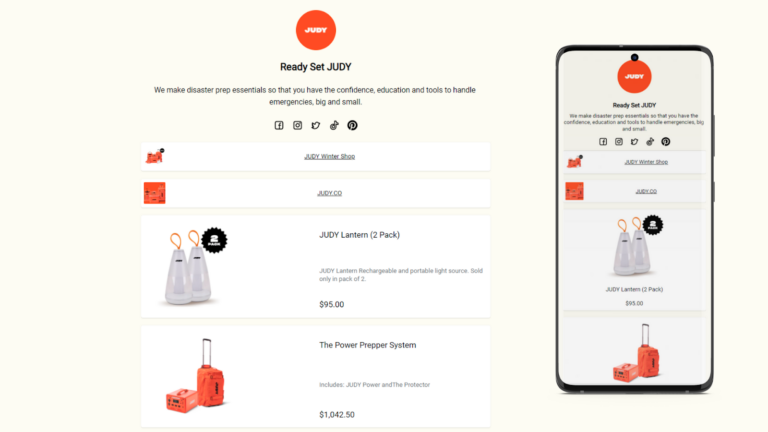 JUDY
Ready Set JUDY
We make disaster prep essentials so that you have the confidence, education and tools to handle
emergencies, big and small.
JUDY Winter Shop
JUDY.CO
2
PACK
JUDY Lantern (2 Pack)
JUDY Lantern Rechargeable and portable light source. Sold
only in pack of 2.
$95.00
The Power Prepper System
Includes: JUDY Power andThe Protector
$1,042.50
JUDY
Ready Set JUDY
We make disaster prep essentials so that you have the
confidence, education and tools to handle emergencies, big
and small.
JUDY Winter Shop
JUDY.CO
2
PACK
JUDY Lantern (2 Pack)
$95.00